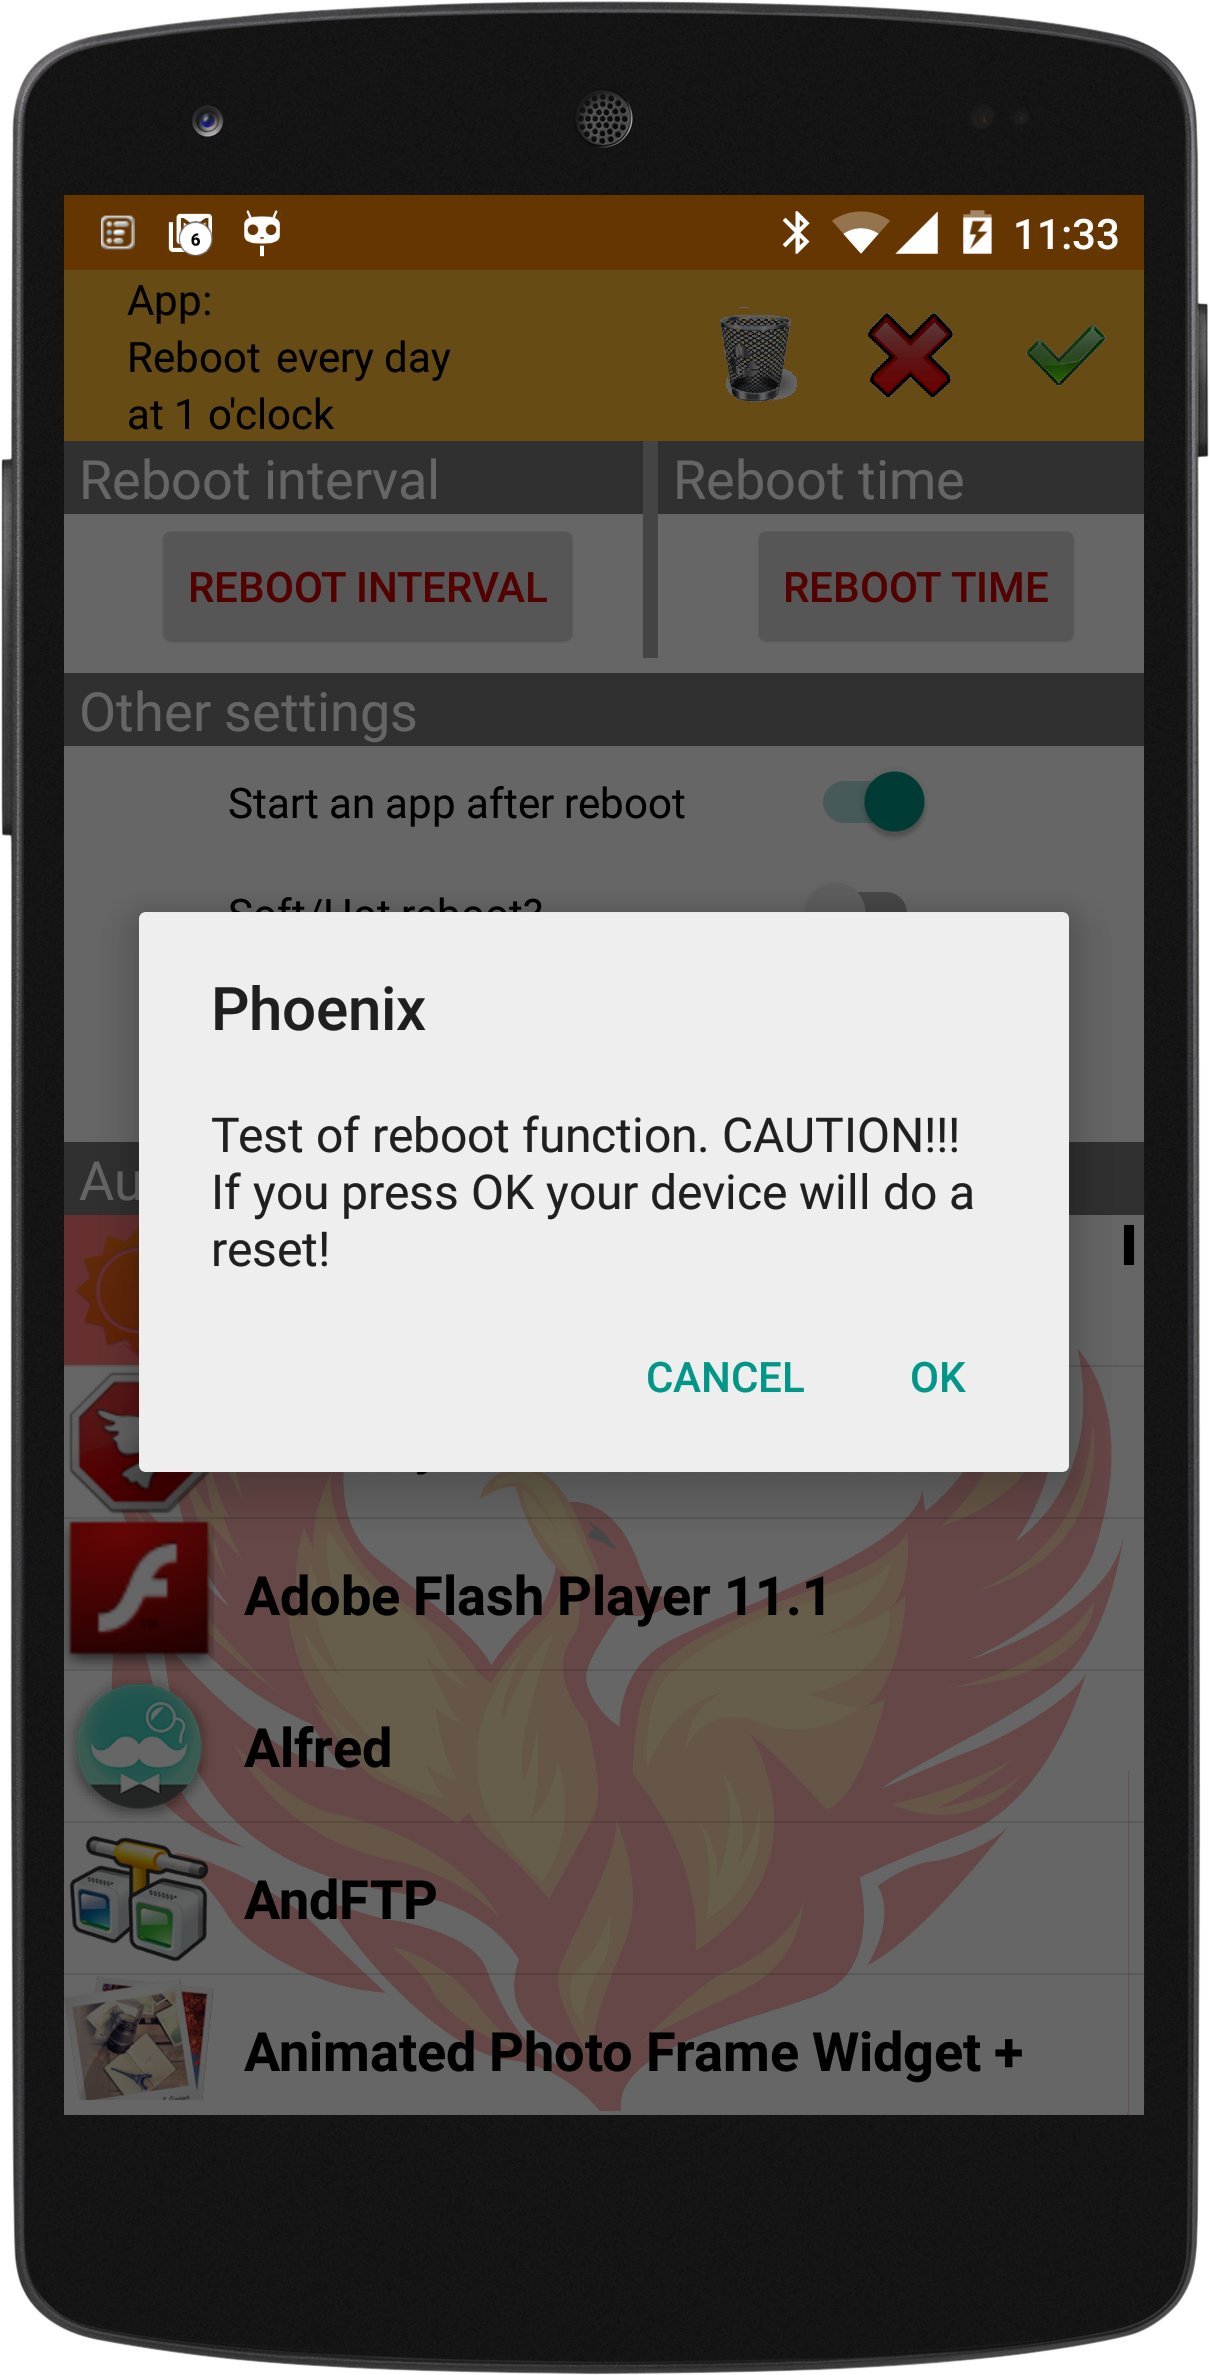 6
11:33
App:
Reboot every day
at 1 o'clock
Reboot interval
Reboot time
REBOOT INTERVAL
REBOOT TIME
Other settings
Start an app after reboot
Soft/Hot reboot?
Phoenix
Test of reboot function. CAUTION!!!
If you press OK your device will do a
reset!
CANCEL
OK
Adobe Flash Player 11.1
Alfred
AndFTP
Animated Photo Frame Widget +